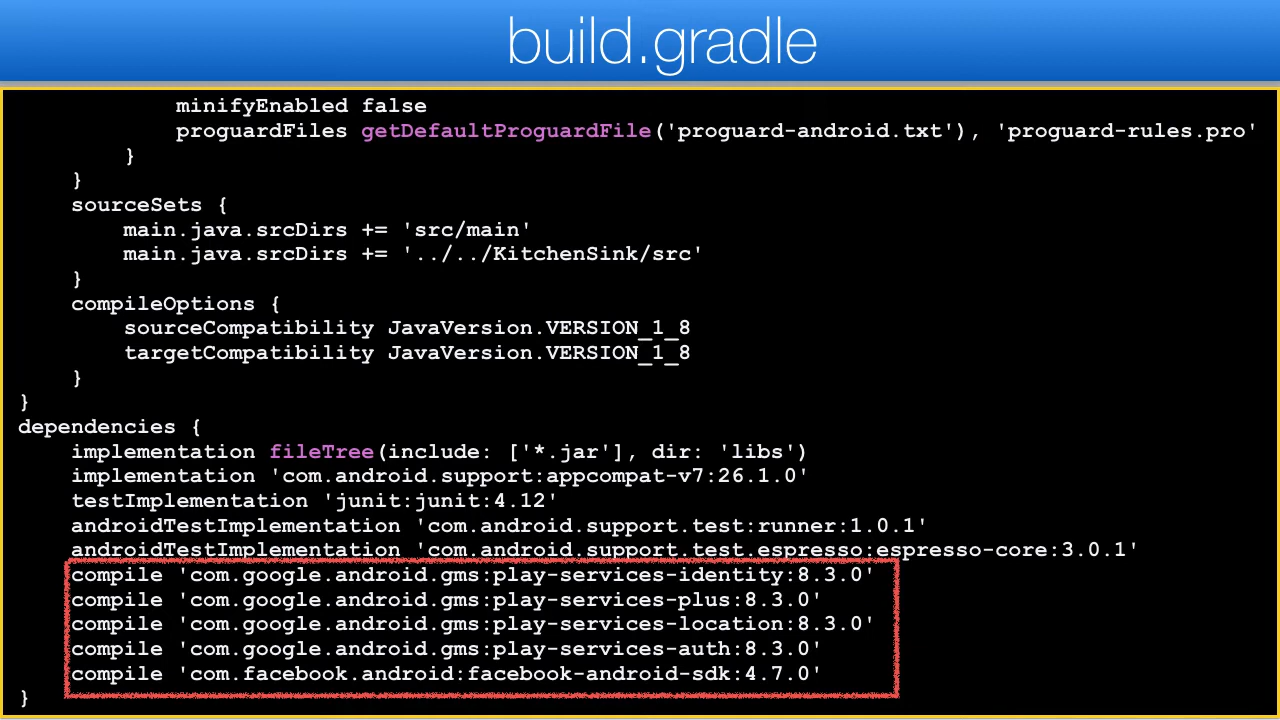 build.gradle
minifyEnabled false
proguardFiles getDefaultProguardFile('proguard-android.txt'), 'proguard-rules.pro'
}
}
sourceSets {
main.java.srcDirs += 'src/main'
main.java.srcDirs += '../../KitchenSink/src'
}
compileOptions {
sourceCompatibility JavaVersion.VERSION_1_8
targetCompatibility JavaVersion.VERSION_1_8
}
}
dependencies {
implementation fileTree(include: ['*.jar'], dir: 'libs')
implementation 'com.android.support:appcompat-v7:26.1.0'
testImplementation 'junit:junit:4.12'
androidTestImplementation 'com.android.support.test:runner:1.0.1'
androidTestImplementation 'com.android.support.test.espresso:espresso-core:3.0.1'
compile 'com.google.android.gms:play-services-identity:8.3.0'
compile 'com.google.android.gms:play-services-plus:8.3.0'
compile 'com.google.android.gms:play-services-location:8.3.0'
compile 'com.google.android.gms:play-services-auth:8.3.0'
compile 'com.facebook.android:facebook-android-sdk:4.7.0'
}